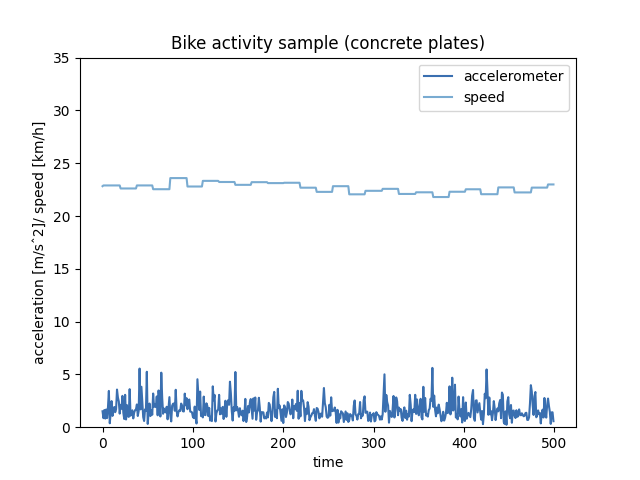 Bike activity sample (concrete plates)
accelerometer
speed
acceleration [m/sˆ2]/ speed [km/h]
35
30
25
20
15
10
5
0
0 100 200 300 400 500
time